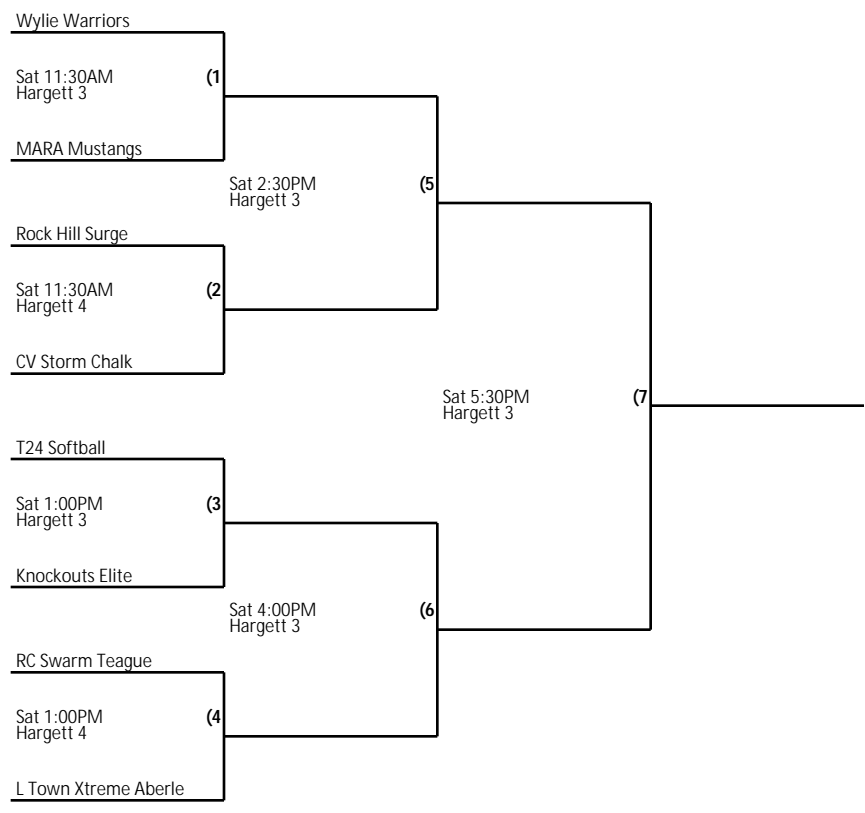 Wylie Warriors
Sat 11:30AM (1
Hargett 3
MARA Mustangs
Sat 2:30PM (5
Hargett 3
Rock Hill Surge
Sat 11:30AM (2
Hargett 4
CV Storm Chalk
Sat 5:30PM (7
Hargett 3
T24 Softball
Sat 1:00PM (3
Hargett 3
Knockouts Elite
Sat 4:00PM (6
Hargett 3
RC Swarm Teague
Sat 1:00PM (4
Hargett 4
L Town Xtreme Aberle